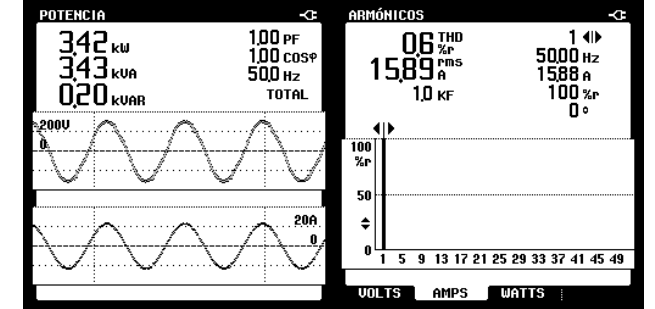 POTENCIA
3,42 kW
3,43 kVA
0,20 kVAR
1,00 PF
1,00 COSφ
50,0 Hz
TOTAL
200V
0
20A
0
ARMÓNICOS
0,6 THD %r
15,89 rms A
1,0 KF
1
50,00 Hz
15,88 A
100 %r
0 °
100
%r
50
0
1 5 9 13 17 21 25 29 33 37 41 45 49
VOLTS AMPS WATTS